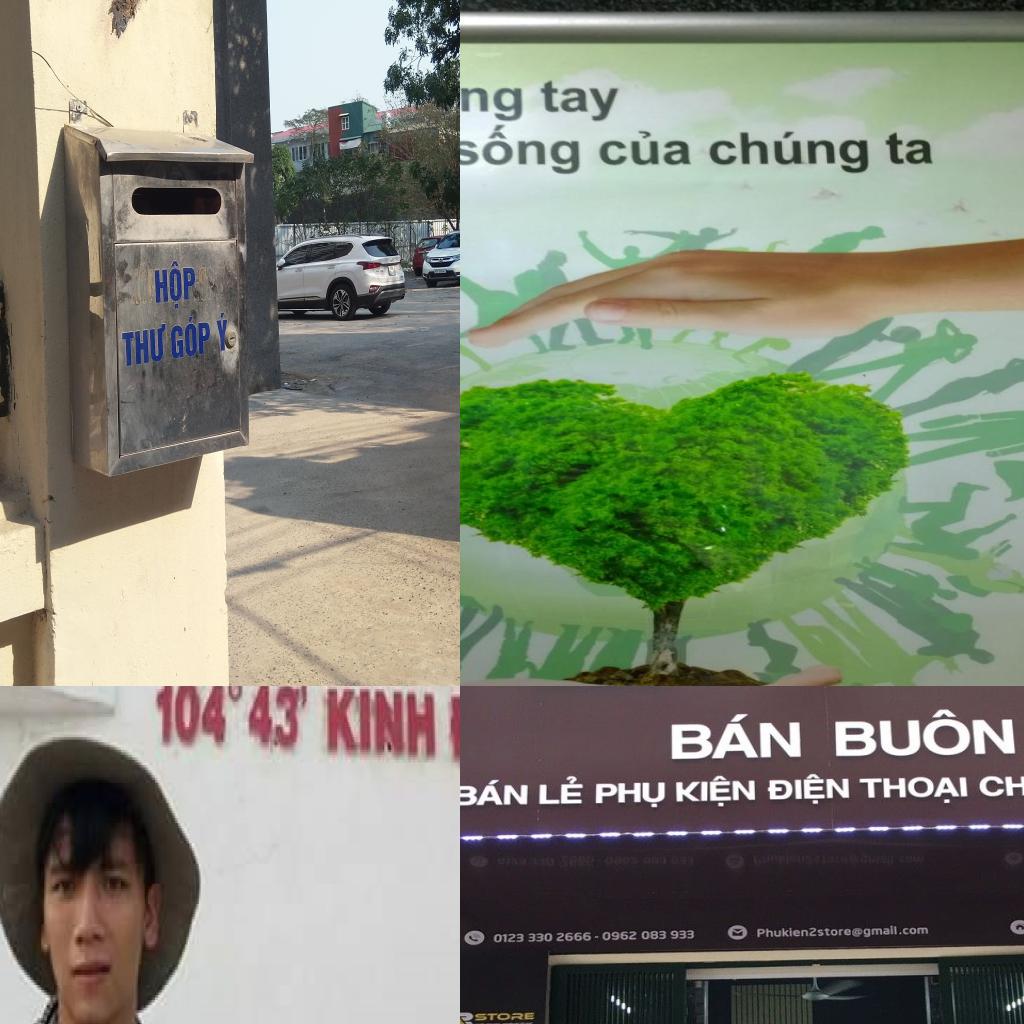 HỘP
THƯ GÓP Ý
ng tay
sống của chúng ta
104° 43' KINH
BÁN BUÔN
BÁN LẺ PHỤ KIỆN ĐIỆN THOẠI CH
0123 330 2666 - 0962 083 933
Phukien2store@gmail.com
STORE